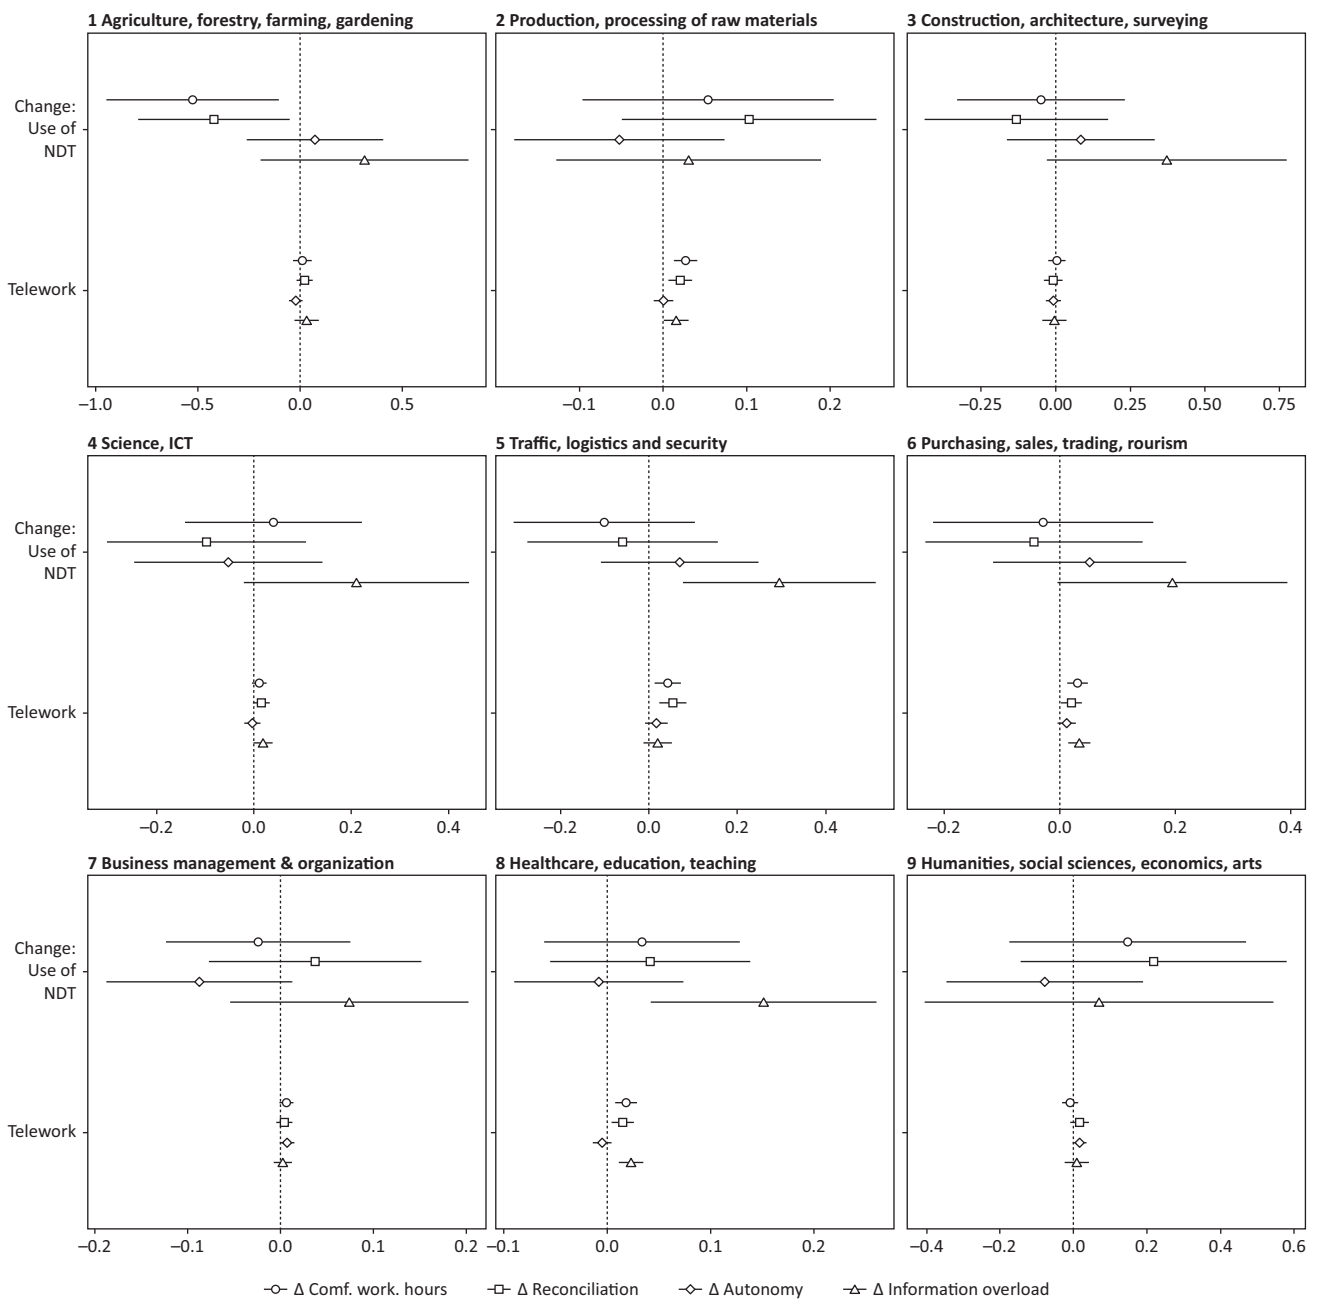 1 Agriculture, forestry, farming, gardening
2 Production, processing of raw materials
3 Construction, architecture, surveying
Change:
Use of
NDT
Telework
−1.0 −0.5 0.0 0.5
−0.1 0.0 0.1 0.2
−0.25 0.00 0.25 0.50 0.75
4 Science, ICT
5 Traffic, logistics and security
6 Purchasing, sales, trading, rourism
Change:
Use of
NDT
Telework
−0.2 0.0 0.2 0.4
−0.2 0.0 0.2 0.4
−0.2 0.0 0.2 0.4
7 Business management & organization
8 Healthcare, education, teaching
9 Humanities, social sciences, economics, arts
Change:
Use of
NDT
Telework
−0.2 −0.1 0.0 0.1 0.2
−0.1 0.0 0.1 0.2
−0.4 −0.2 0.0 0.2 0.4 0.6
Δ Comf. work. hours Δ Reconciliation Δ Autonomy Δ Information overload